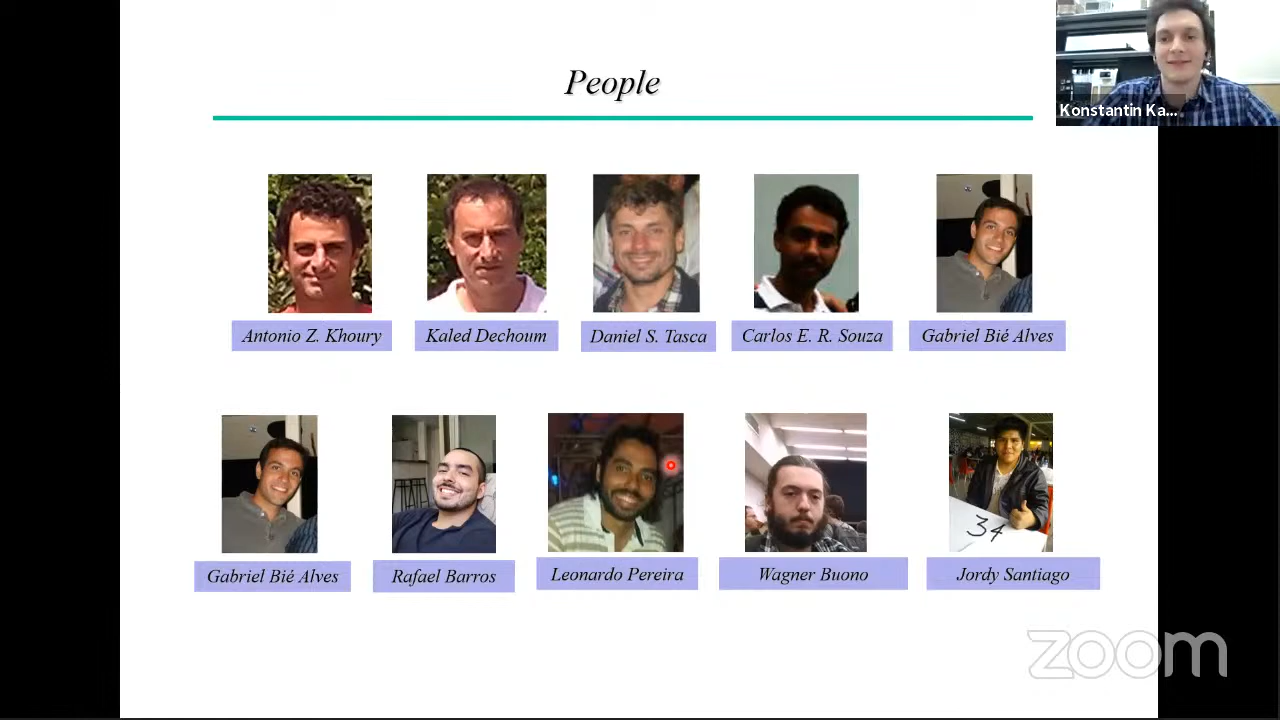 People
Konstantin Ka...
Antonio Z. Khoury
Kaled Dechoum
Daniel S. Tasca
Carlos E. R. Souza
Gabriel Bié Alves
34
Gabriel Bié Alves
Rafael Barros
Leonardo Pereira
Wagner Buono
Jordy Santiago
zoom